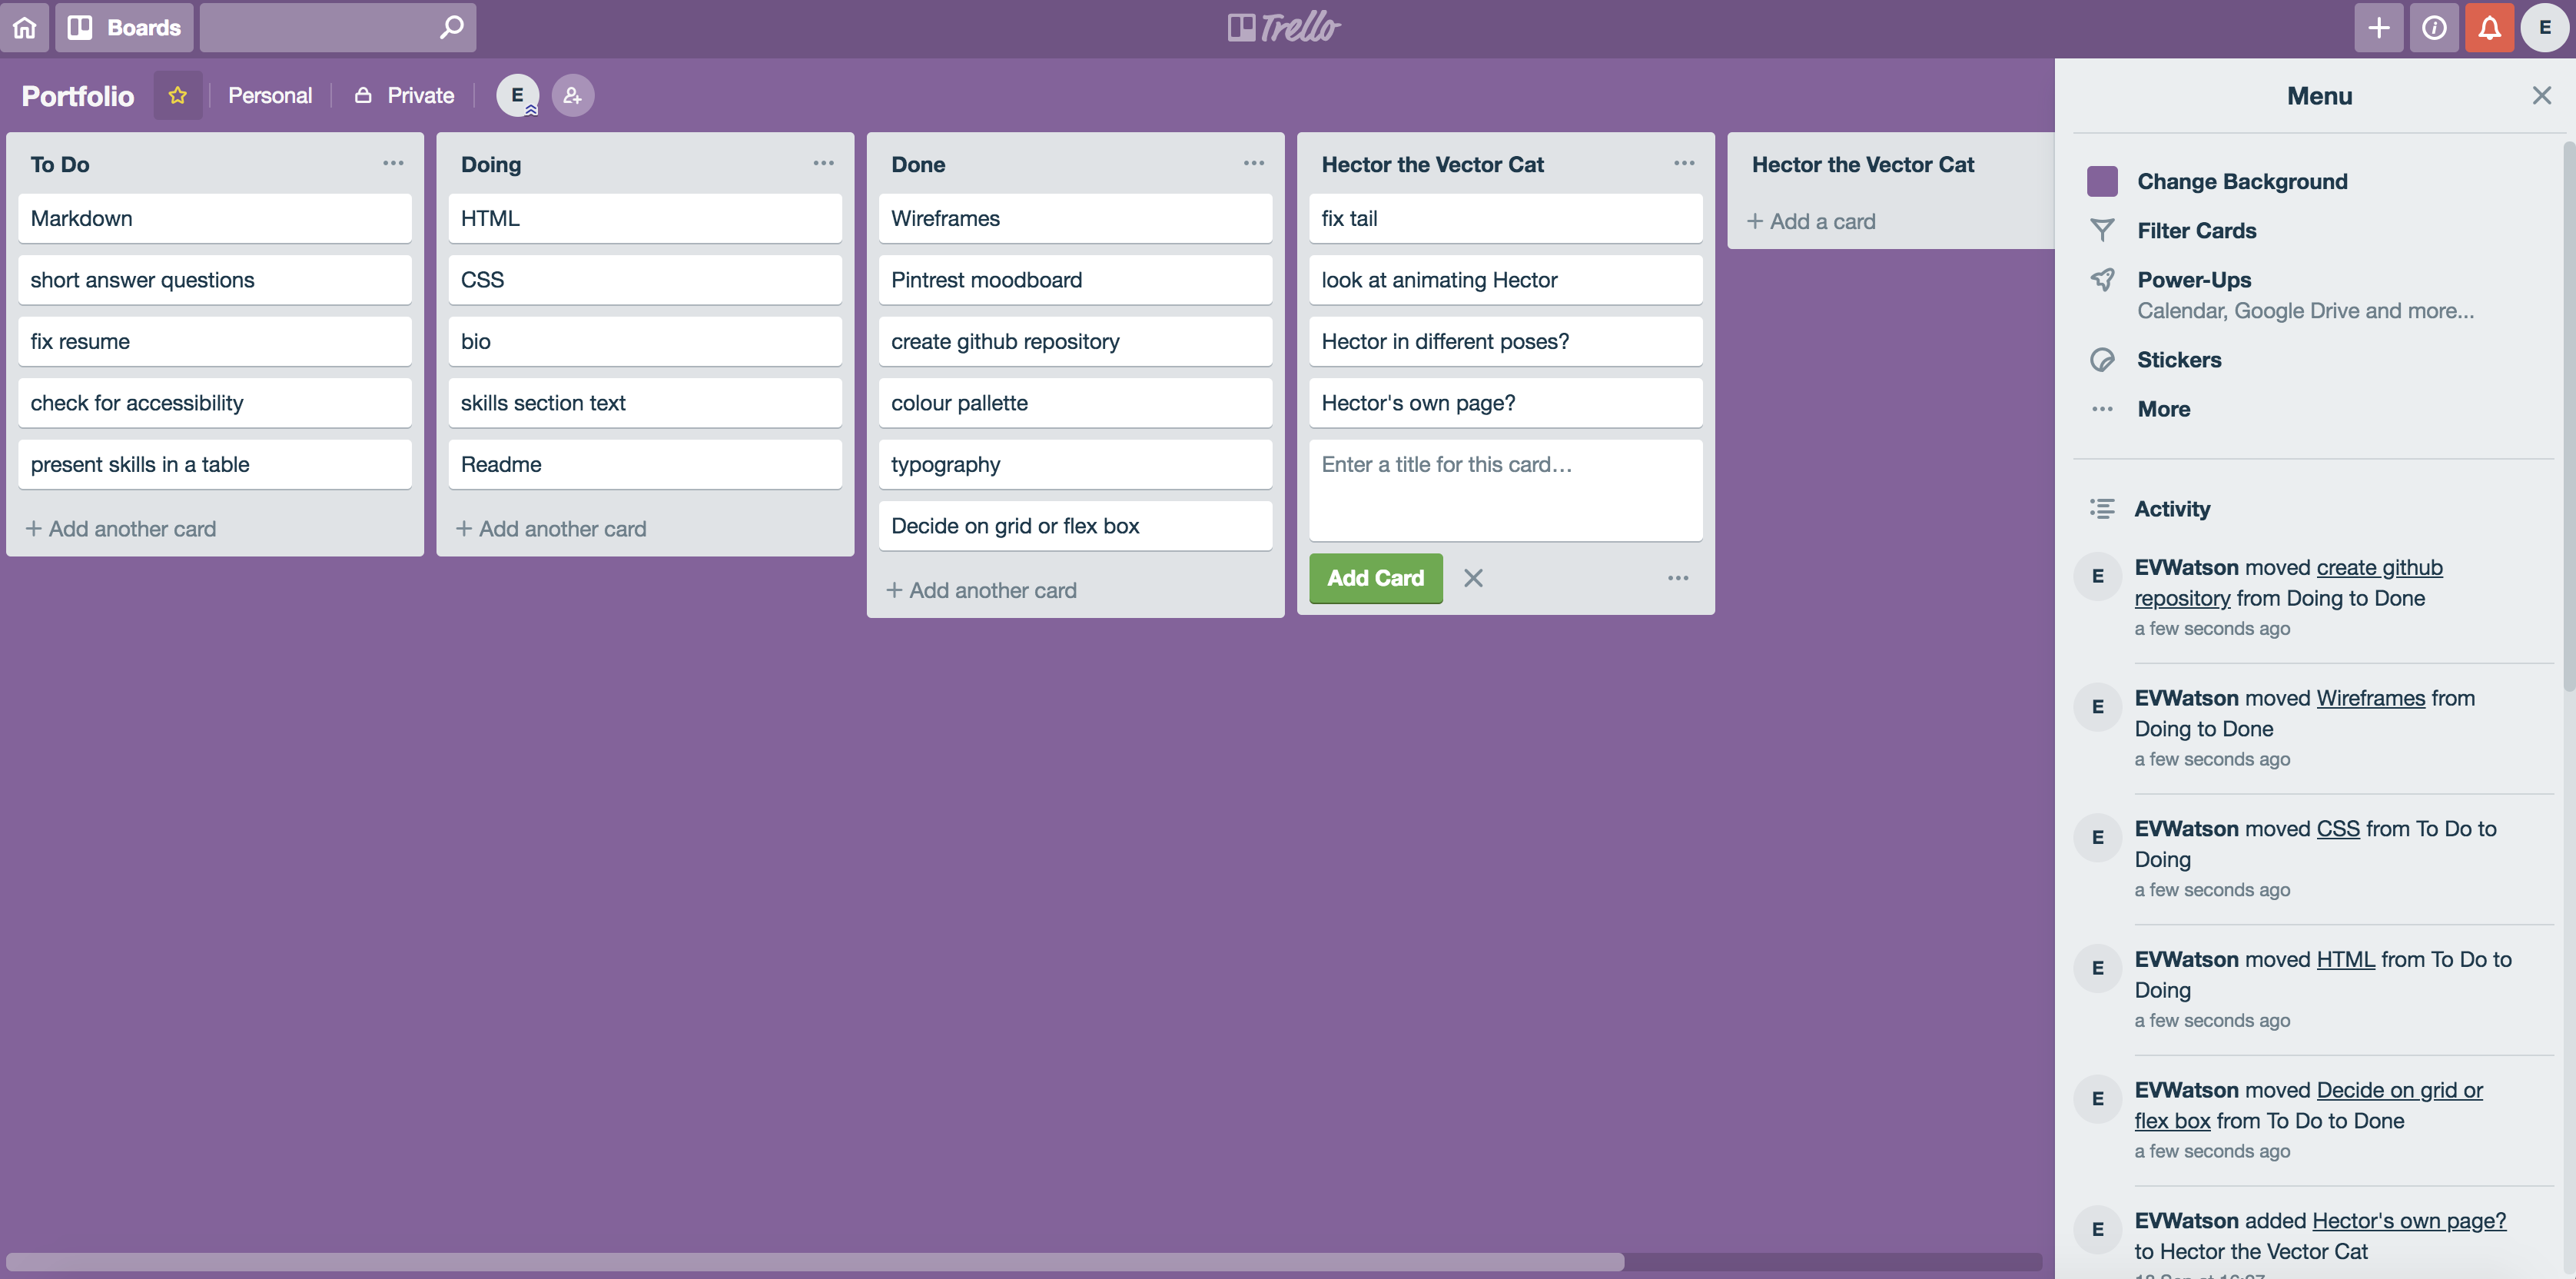 Boards
Trello
E
Portfolio
Personal
Private
E
To Do
Markdown
short answer questions
fix resume
check for accessibility
present skills in a table
+ Add another card
Doing
HTML
CSS
bio
skills section text
Readme
+ Add another card
Done
Wireframes
Pintrest moodboard
create github repository
colour pallette
typography
Decide on grid or flex box
+ Add another card
Hector the Vector Cat
fix tail
look at animating Hector
Hector in different poses?
Hector's own page?
Enter a title for this card…
Add Card
Hector the Vector Cat
+ Add a card
Menu
Change Background
Filter Cards
Power-Ups
Calendar, Google Drive and more...
Stickers
More
Activity
E
EVWatson moved create github
repository from Doing to Done
a few seconds ago
E
EVWatson moved Wireframes from
Doing to Done
a few seconds ago
E
EVWatson moved CSS from To Do to
Doing
a few seconds ago
E
EVWatson moved HTML from To Do to
Doing
a few seconds ago
E
EVWatson moved Decide on grid or
flex box from To Do to Done
a few seconds ago
E
EVWatson added Hector's own page?
to Hector the Vector Cat